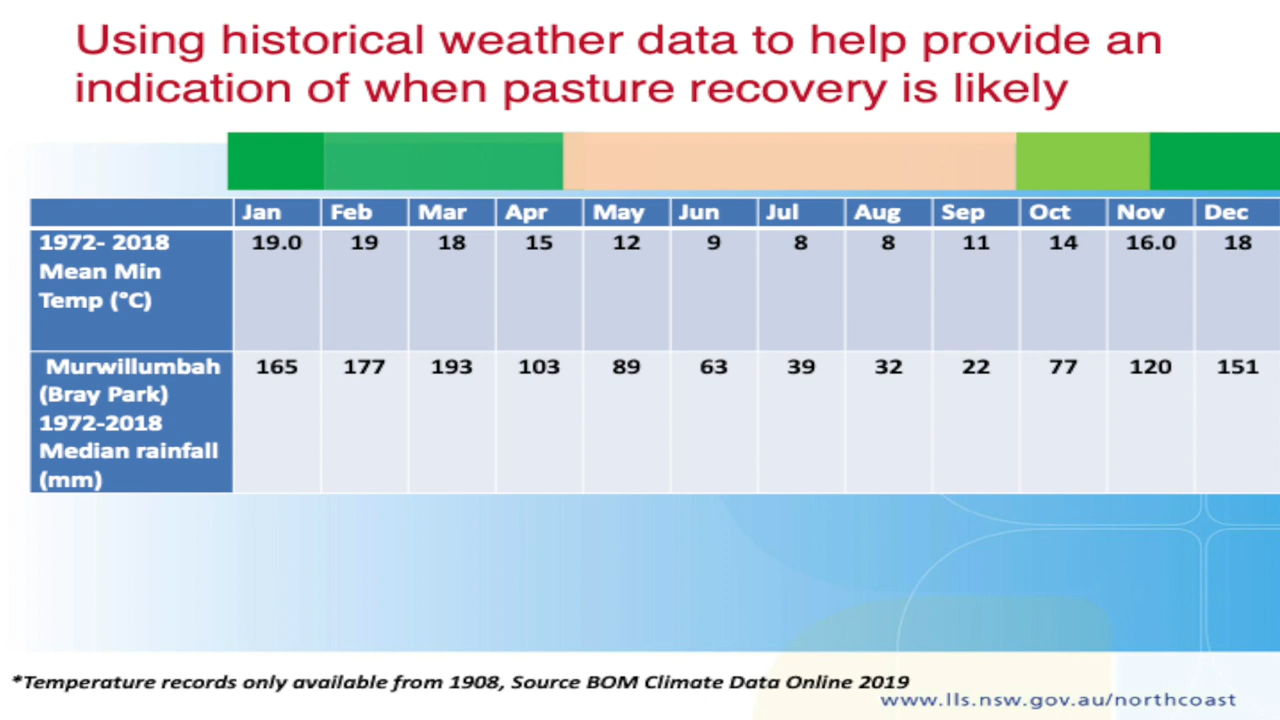 Using historical weather data to help provide an
indication of when pasture recovery is likely
Jan Feb Mar Apr May Jun Jul Aug Sep Oct Nov Dec
1972- 2018 19.0 19 18 15 12 9 8 8 11 14 16.0 18
Mean Min
Temp (°C)
Murwillumbah 165 177 193 103 89 63 39 32 22 77 120 151
(Bray Park)
1972-2018
Median rainfall
(mm)
*Temperature records only available from 1908, Source BOM Climate Data Online 2019
www.lls.nsw.gov.au/northcoast